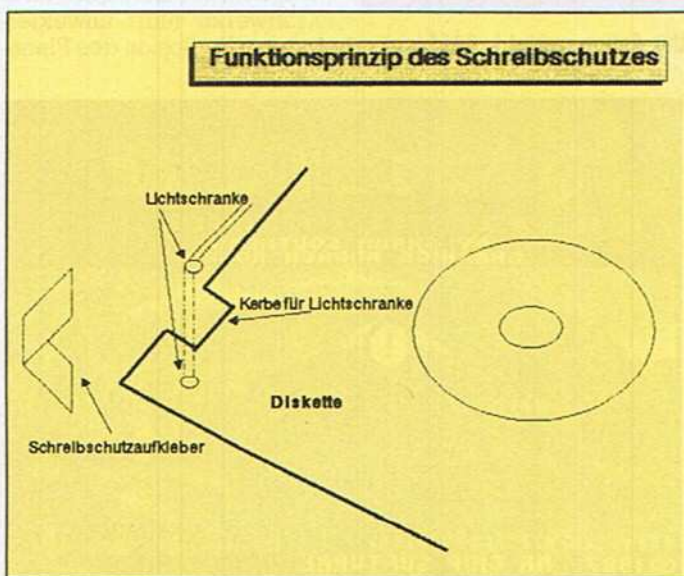 Funktionsprinzip des Schreibschutzes
Lichtschranke
Kerbe für Lichtschranke
Diskette
Schreibschutzaufkleber